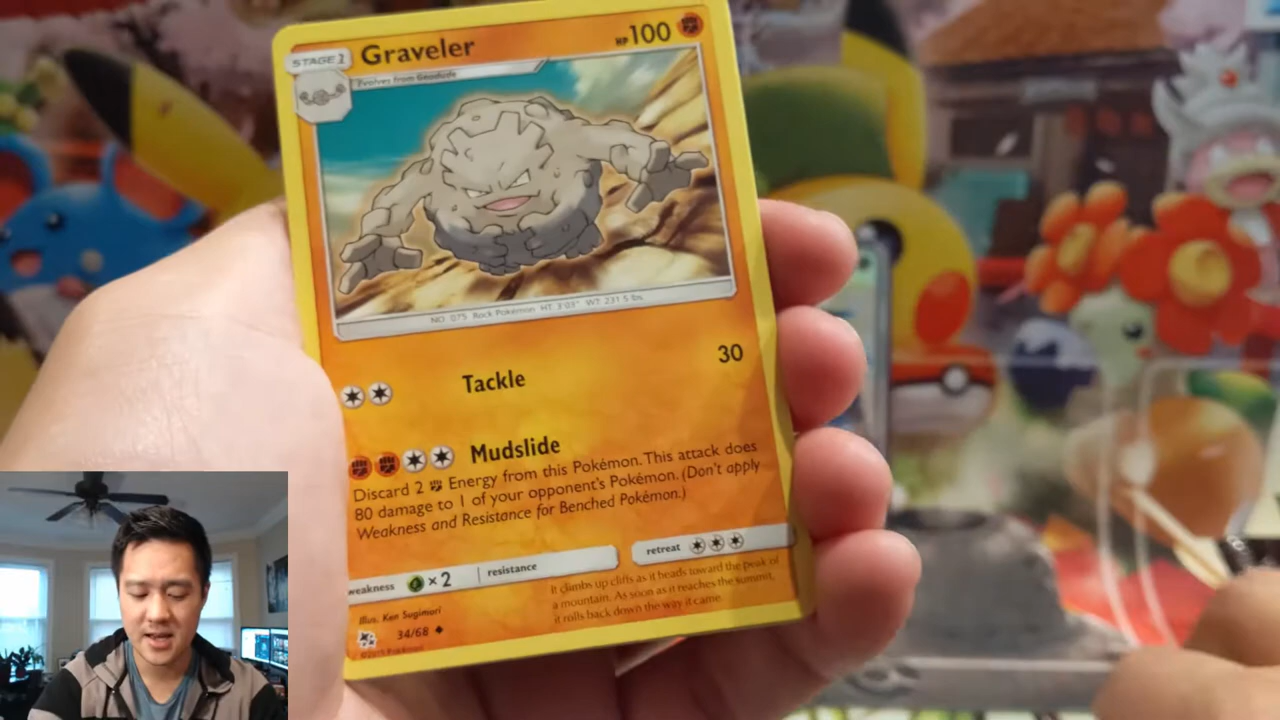 STAGE 1
Graveler
HP 100
Evolves from Geodude
NO. 075 Rock Pokémon HT: 3'03" WT: 231.5 lbs.
Tackle
30
Mudslide
Discard 2 Energy from this Pokémon. This attack does
80 damage to 1 of your opponent's Pokémon. (Don't apply
Weakness and Resistance for Benched Pokémon.)
weakness ×2 resistance
retreat
It climbs up cliffs as it heads toward the peak of
a mountain. As soon as it reaches the summit,
it rolls back down the way it came.
Illus. Ken Sugimori
34/68
©2019 Pokémon